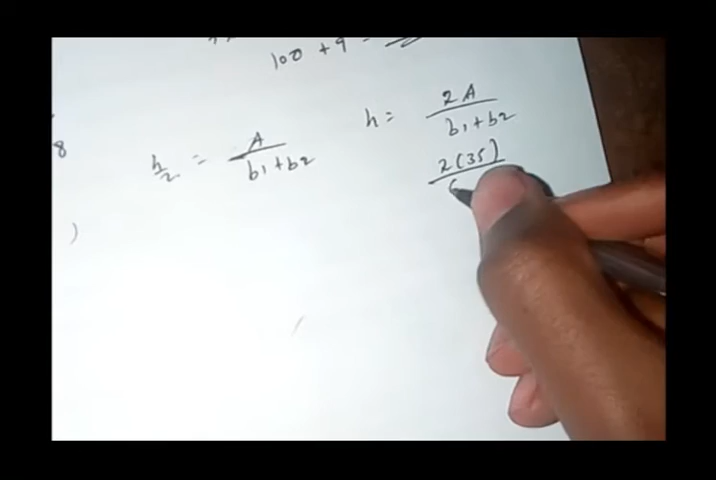 100 + 9 =
8
h/2 = A/b1+b2
h = 2A/b1+b2
2(35)
)